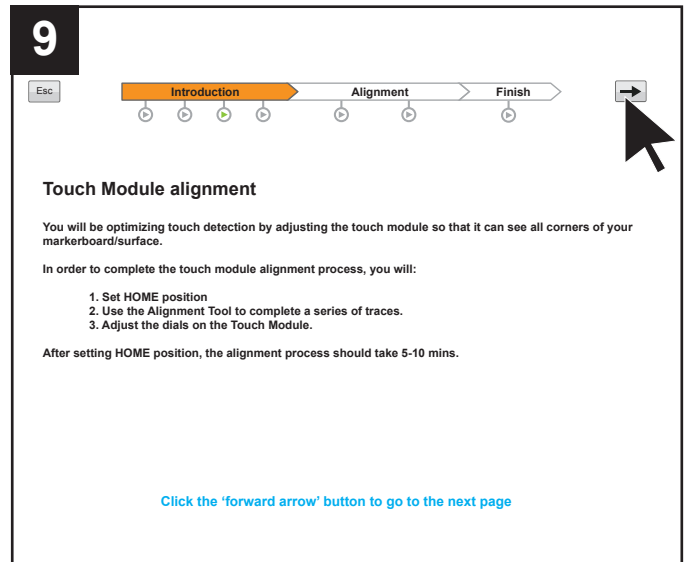 9
Esc
Introduction
Alignment
Finish
Touch Module alignment
You will be optimizing touch detection by adjusting the touch module so that it can see all corners of your
markerboard/surface.
In order to complete the touch module alignment process, you will:
1. Set HOME position
2. Use the Alignment Tool to complete a series of traces.
3. Adjust the dials on the Touch Module.
After setting HOME position, the alignment process should take 5-10 mins.
Click the ‘forward arrow’ button to go to the next page